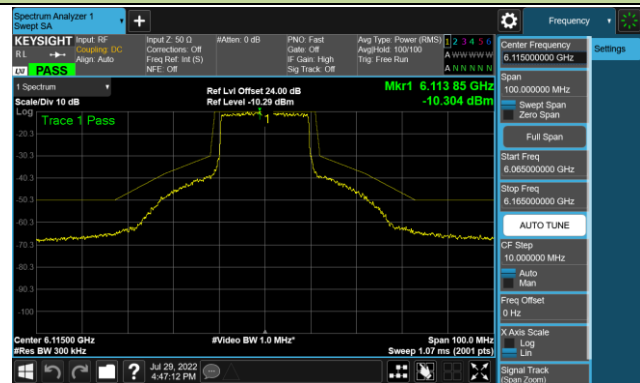 Spectrum Analyzer 1
Swept SA
Frequency
KEYSIGHT
RL
PASS
Input: RF
Coupling: DC
Align: Auto
Input Z: 50 Ω
Corrections: Off
Freq Ref: Int (S)
NFE: Off
#Atten: 0 dB
PNO: Fast
Gate: Off
IF Gain: High
Sig Track: Off
Avg Type: Power (RMS)
Avg|Hold: 100/100
Trig: Free Run
1 2 3 4 5 6
A W W W W W
A N N N N N
1 Spectrum
Scale/Div 10 dB
Log
Ref Lvl Offset 24.00 dB
Ref Level -10.29 dBm
Mkr1 6.113 85 GHz
-10.304 dBm
Trace 1 Pass
1
-20.3
-30.3
-40.3
-50.3
-60.3
-70.3
-80.3
-90.3
-100
Center 6.11500 GHz
#Res BW 300 kHz
#Video BW 1.0 MHz*
Span 100.0 MHz
Sweep 1.07 ms (2001 pts)
Jul 29, 2022
4:47:12 PM
Center Frequency
6.115000000 GHz
Settings
Span
100.000000 MHz
Swept Span
Zero Span
Full Span
Start Freq
6.065000000 GHz
Stop Freq
6.165000000 GHz
AUTO TUNE
CF Step
10.000000 MHz
Auto
Man
Freq Offset
0 Hz
X Axis Scale
Log
Lin
Signal Track
(Span Zoom)